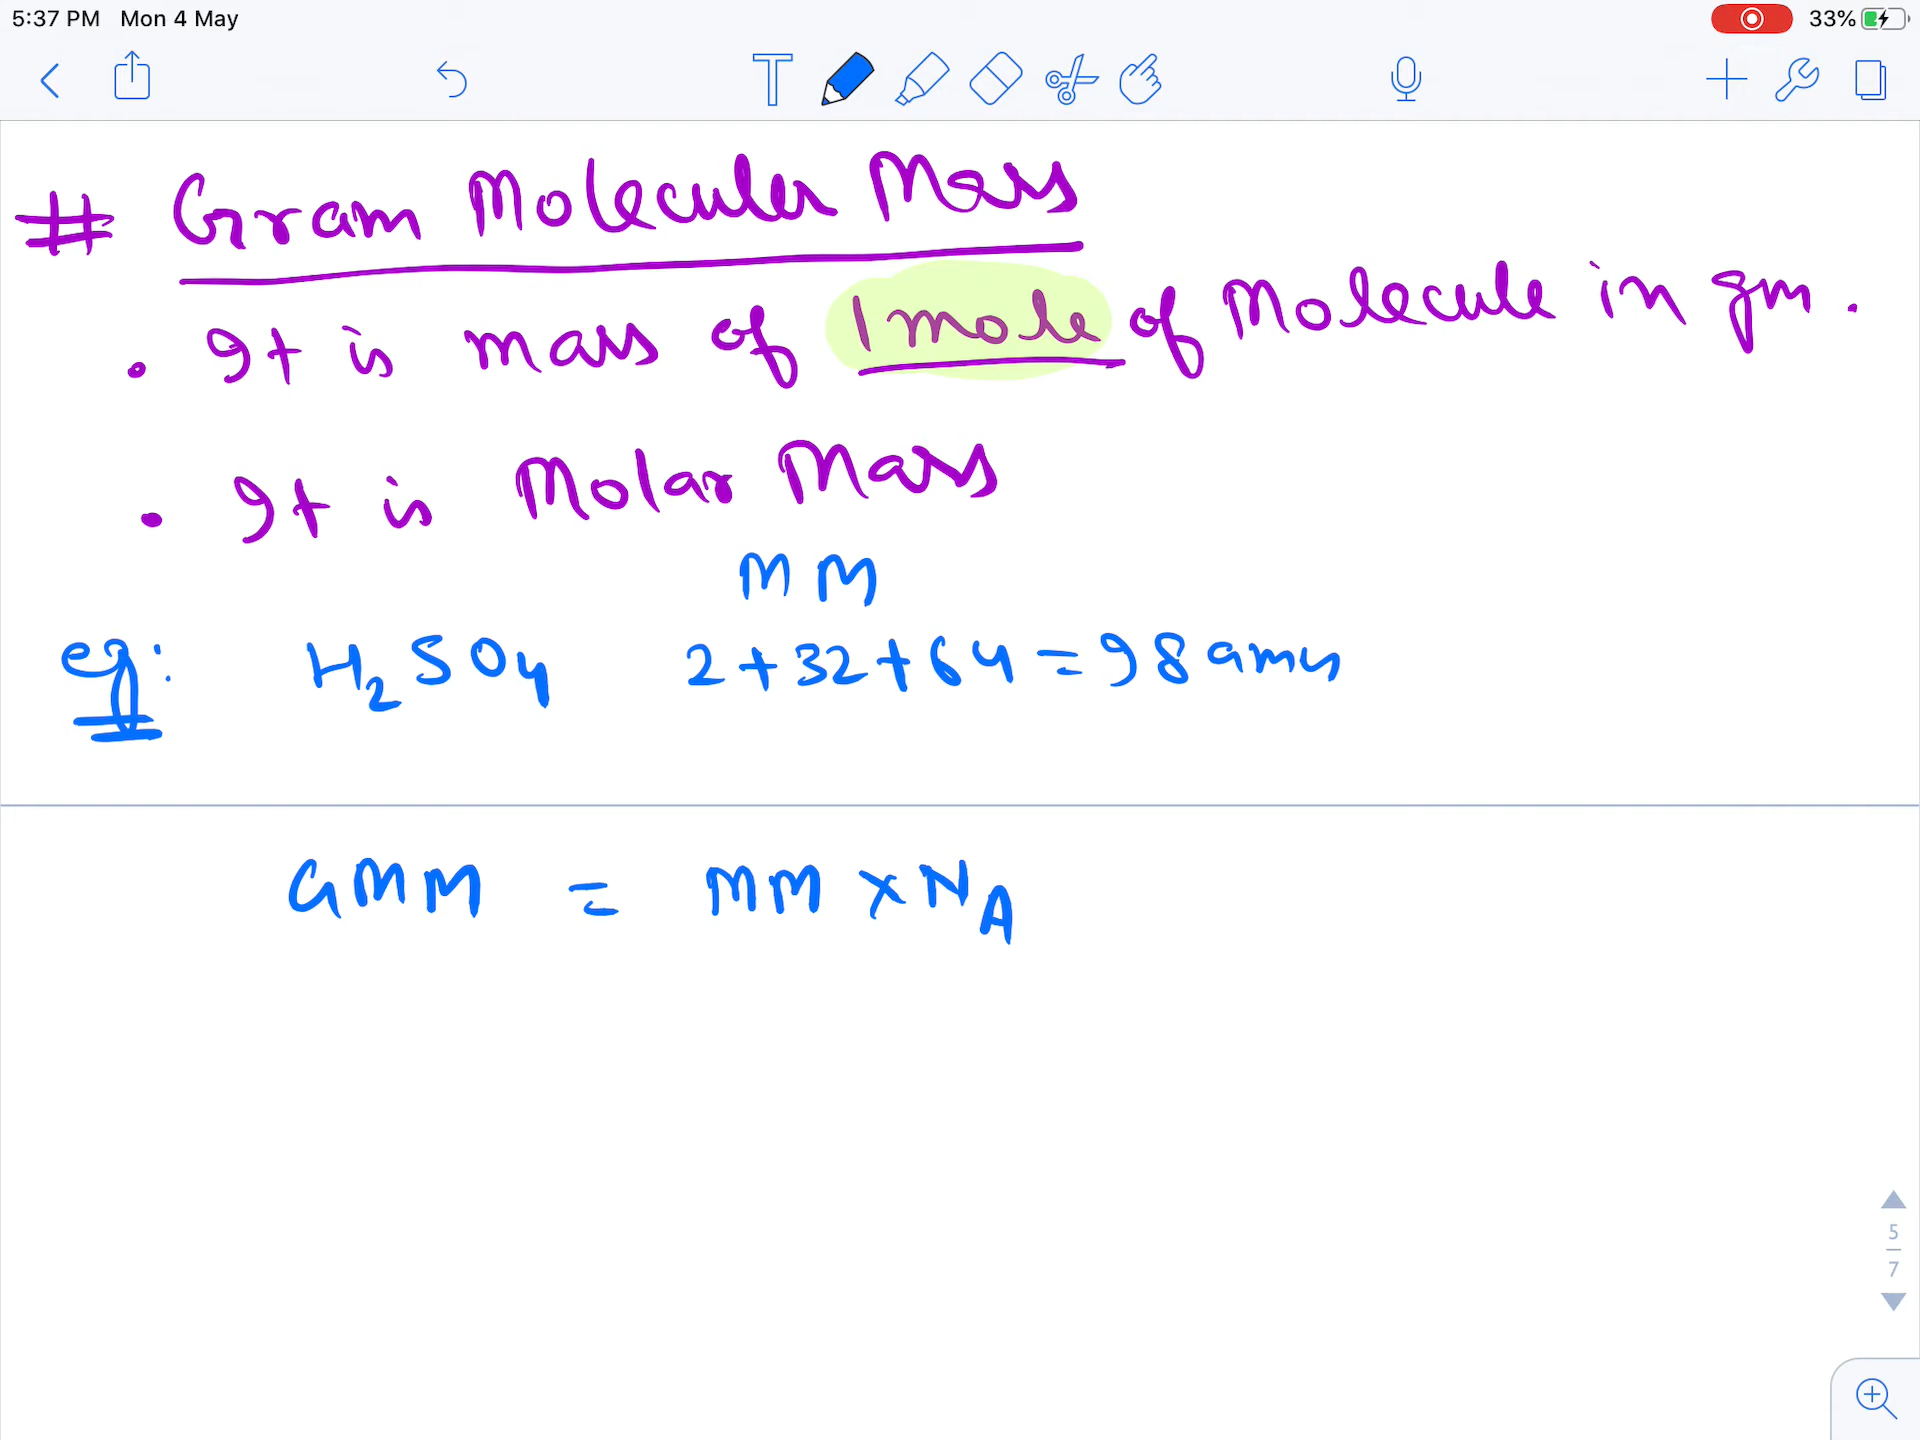 5:37 PM Mon 4 May 33%
T
# Gram Molecular Mass
• It is mass of 1 mole of Molecule in gm.
• It is Molar Mass
MM
eg: H₂SO₄ 2+32+64=98 amu
GMM = MM × N_A
5
7